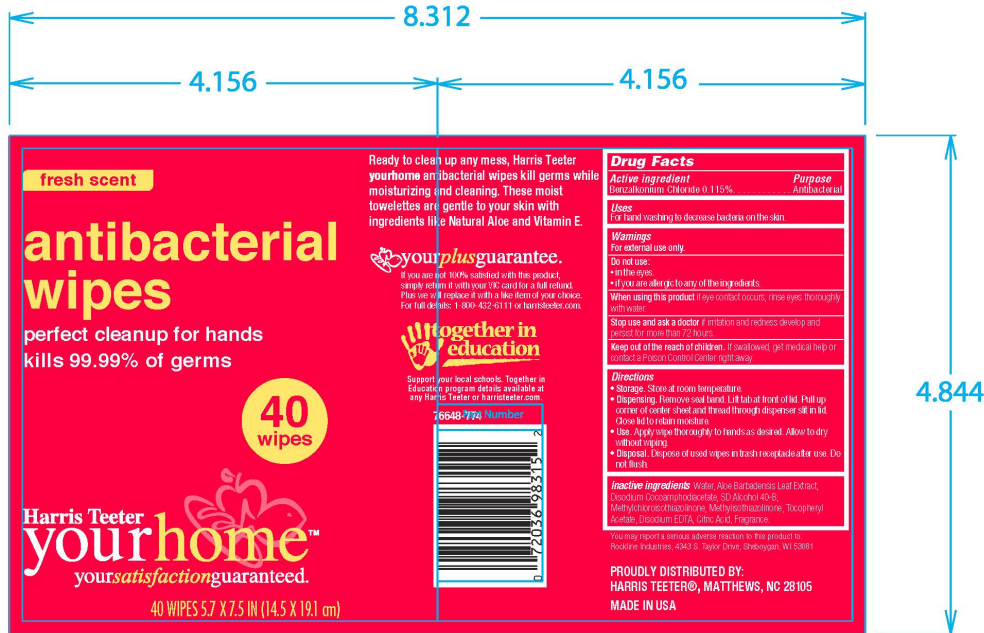 8.312
4.156
4.156
4.844
fresh scent
antibacterial
wipes
perfect cleanup for hands
kills 99.99% of germs
40
wipes
Harris Teeter
yourhome™
yoursatisfactionguaranteed.
40 WIPES 5.7 X 7.5 IN (14.5 X 19.1 cm)
Ready to clean up any mess, Harris Teeter
yourhome antibacterial wipes kill germs while
moisturizing and cleaning. These moist
towelettes are gentle to your skin with
ingredients like Natural Aloe and Vitamin E.
yourplusguarantee.
If you are not 100% satisfied with this product,
simply return it with your VIC card for a full refund.
Plus we will replace it with a like item of your choice.
For full details: 1-800-432-6111 or harristeeter.com.
together in
education
Support your local schools. Together in
Education program details available at
any Harris Teeter or harristeeter.com.
76648-774
Part Number
0 72036 98315 2
Drug Facts
Active ingredient Purpose
Benzalkonium Chloride 0.115%............Antibacterial
Uses
For hand washing to decrease bacteria on the skin.
Warnings
For external use only.
Do not use:
• in the eyes.
• if you are allergic to any of the ingredients.
When using this product if eye contact occurs, rinse eyes thoroughly
with water.
Stop use and ask a doctor if irritation and redness develop and
persist for more than 72 hours.
Keep out of the reach of children. If swallowed, get medical help or
contact a Poison Control Center right away.
Directions
• Storage. Store at room temperature.
• Dispensing. Remove seal band. Lift tab at front of lid. Pull up
corner of center sheet and thread through dispenser slit in lid.
Close lid to retain moisture.
• Use. Apply wipe thoroughly to hands as desired. Allow to dry
without wiping.
• Disposal. Dispose of used wipes in trash receptacle after use. Do
not flush.
Inactive ingredients Water, Aloe Barbadensis Leaf Extract,
Disodium Cocoamphodiacetate, SD Alcohol 40-B,
Methylchloroisothiazolinone, Methylisothiazolinone, Tocopheryl
Acetate, Disodium EDTA, Citric Acid, Fragrance.
You may report a serious adverse reaction to this product to:
Rockline Industries, 4343 S. Taylor Drive, Sheboygan, WI 53081
PROUDLY DISTRIBUTED BY:
HARRIS TEETER®, MATTHEWS, NC 28105
MADE IN USA